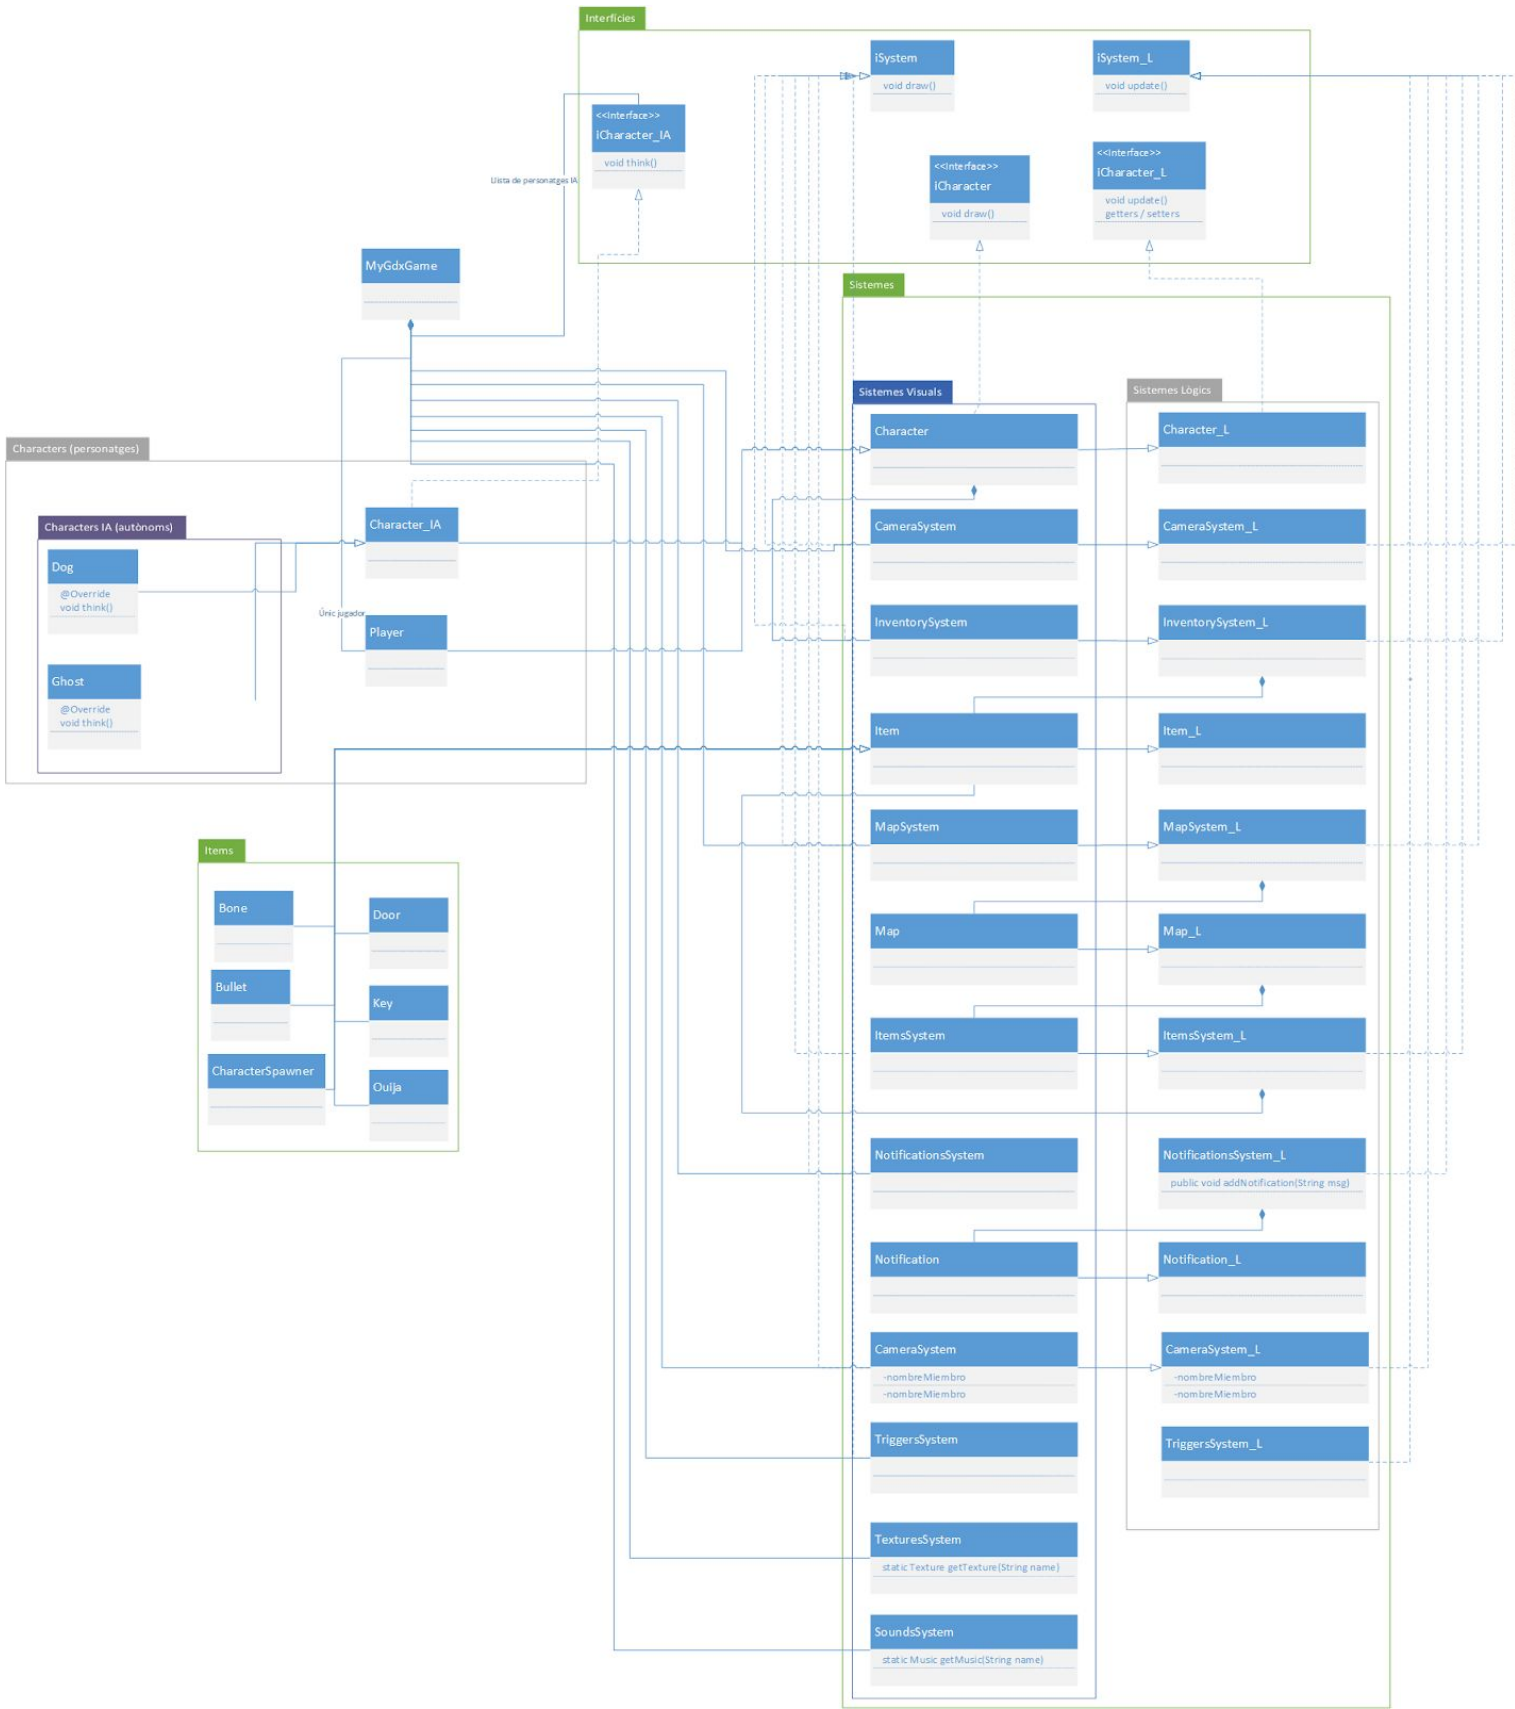 Interfícies
iSystem
void draw()
iSystem_L
void update()
<<Interface>>
iCharacter_IA
void think()
<<Interface>>
iCharacter
void draw()
<<Interface>>
iCharacter_L
void update()
getters / setters
Llista de personatges IA
MyGdxGame
Sistemes
Sistemes Visuals
Sistemes Lògics
Characters (personatges)
Characters IA (autònoms)
Dog
@Override
void think()
Ghost
@Override
void think()
Character_IA
Únic jugador
Player
Items
Bone
Door
Bullet
Key
CharacterSpawner
Ouija
Character
Character_L
CameraSystem
CameraSystem_L
InventorySystem
InventorySystem_L
Item
Item_L
MapSystem
MapSystem_L
Map
Map_L
ItemsSystem
ItemsSystem_L
NotificationsSystem
NotificationsSystem_L
public void addNotification(String msg)
Notification
Notification_L
CameraSystem
-nombreMiembro
-nombreMiembro
CameraSystem_L
-nombreMiembro
-nombreMiembro
TriggersSystem
TriggersSystem_L
TexturesSystem
static Texture getTexture(String name)
SoundsSystem
static Music getMusic(String name)